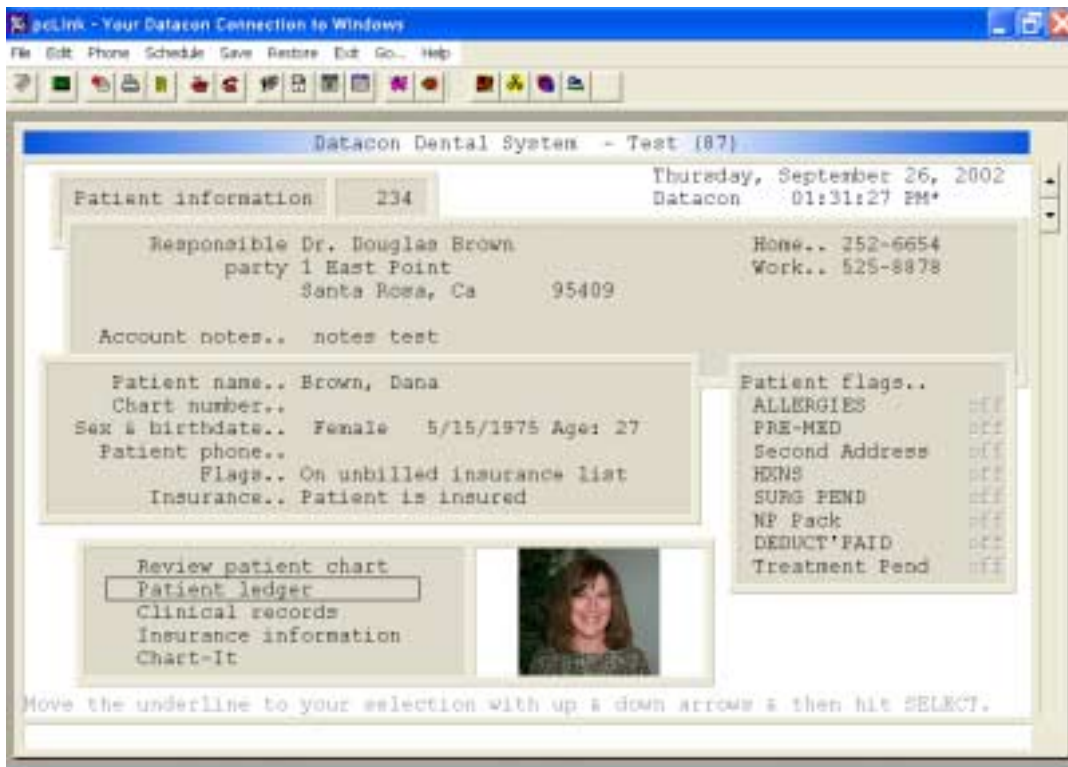 pcLink - Your Datacon Connection to Windows
File Edit Phone Schedule Save Restore Exit Go... Help
Datacon Dental System - Test (87)
Thursday, September 26, 2002
Patient information 234 Datacon 01:31:27 PM*
Responsible Dr. Douglas Brown Home.. 252-6654
party 1 East Point Work.. 525-8878
Santa Rosa, Ca 95409
Account notes.. notes test
Patient name.. Brown, Dana
Chart number..
Sex & birthdate.. Female 5/15/1975 Age: 27
Patient phone..
Flags.. On unbilled insurance list
Insurance.. Patient is insured
Patient flags..
ALLERGIES off
PRE-MED off
Second Address off
HXNS off
SURG PEND off
NP Pack off
DEDUCT'PAID off
Treatment Pend off
Review patient chart
Patient ledger
Clinical records
Insurance information
Chart-It
Move the underline to your selection with up & down arrows & then hit SELECT.